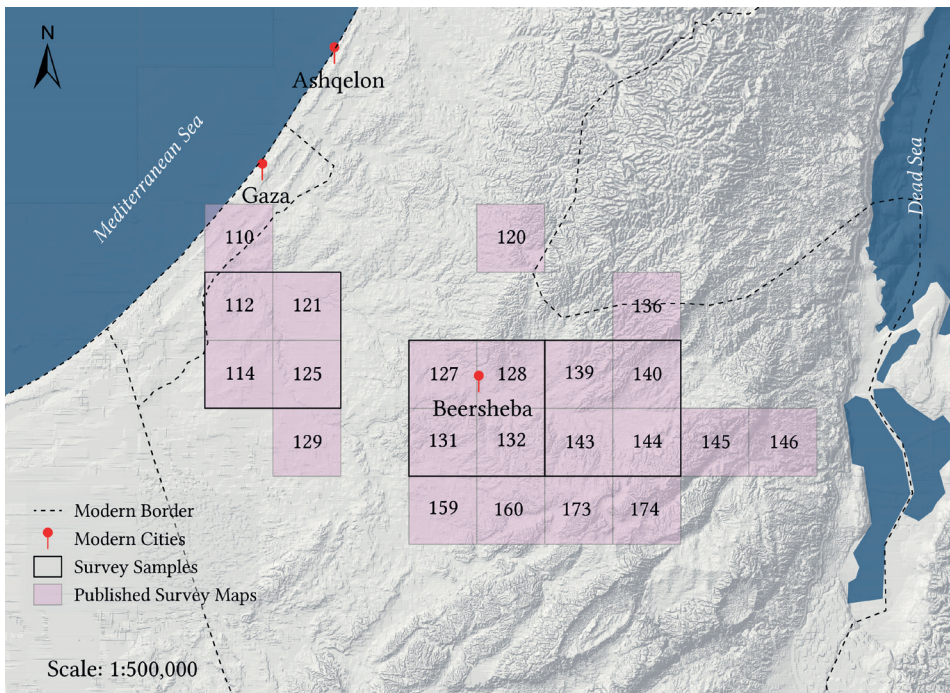 N
Ashqelon
Mediterranean Sea
Dead Sea
Gaza
110
120
112
121
136
114
125
127
128
139
140
Beersheba
129
131
132
143
144
145
146
159
160
173
174
Modern Border
Modern Cities
Survey Samples
Published Survey Maps
Scale: 1:500,000